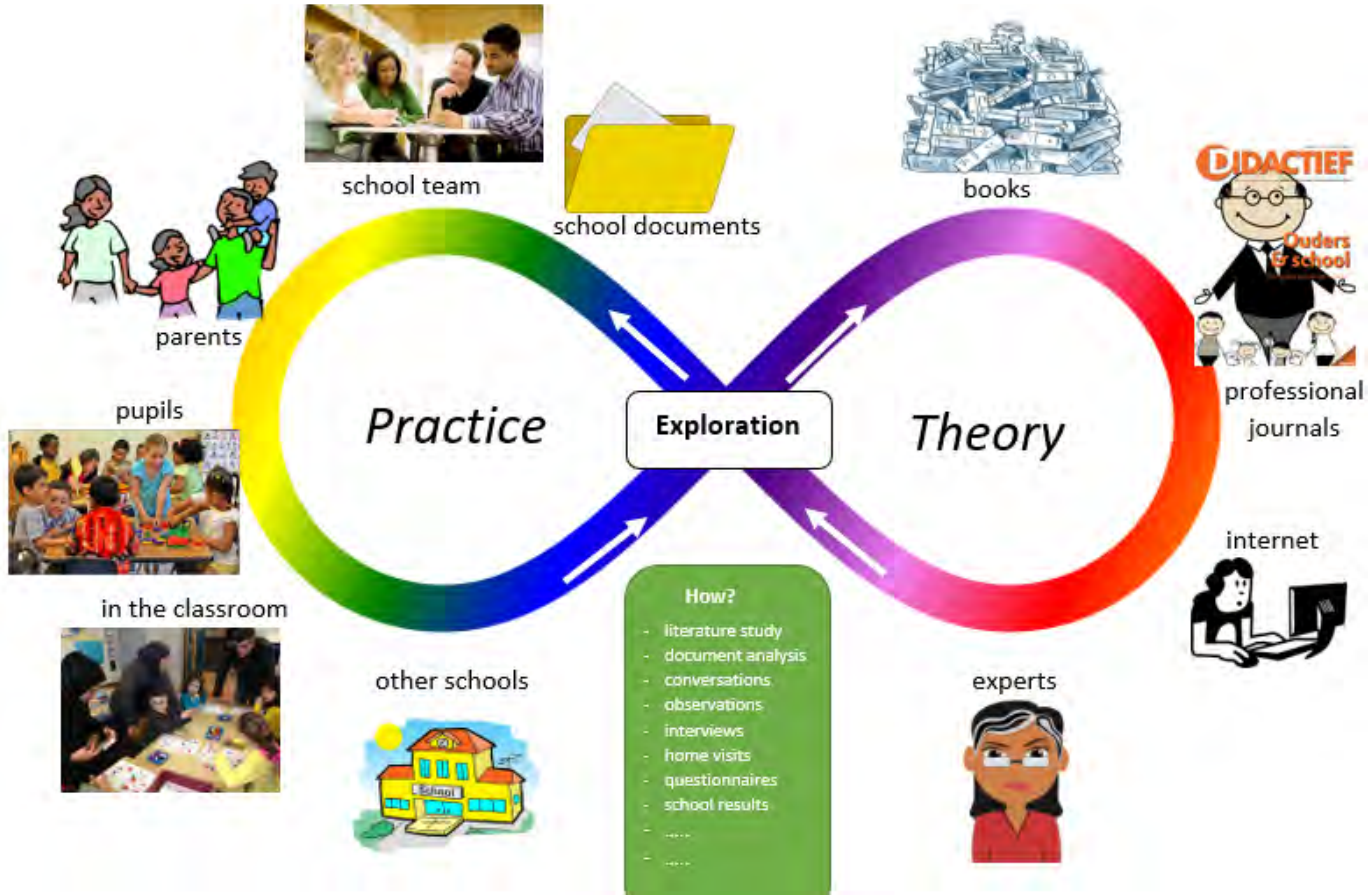 school team
school documents
books
DIDACTIEF
Ouders
& school
parents
professional
journals
pupils
Practice
Exploration
Theory
internet
in the classroom
other schools
School
experts
How?
- literature study
- document analysis
- conversations
- observations
- interviews
- home visits
- questionnaires
- school results
- .....
- .....